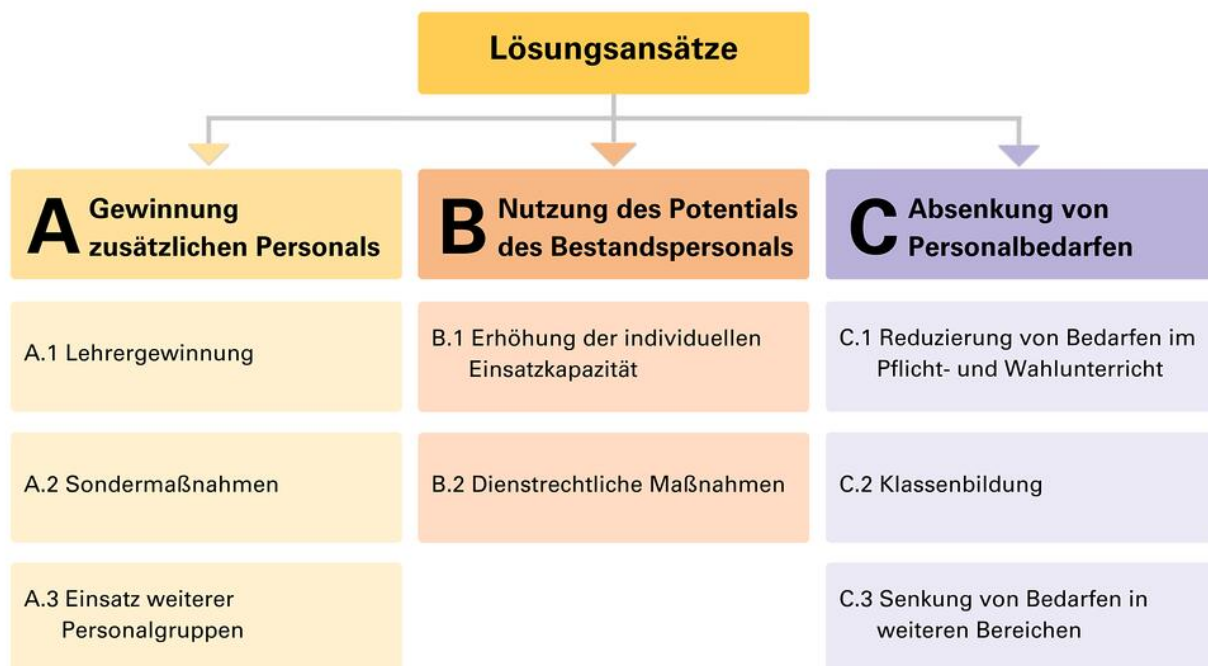 Lösungsansätze
A Gewinnung
zusätzlichen Personals
B Nutzung des Potentials
des Bestandspersonals
C Absenkung von
Personalbedarfen
A.1 Lehrergewinnung
B.1 Erhöhung der individuellen
Einsatzkapazität
C.1 Reduzierung von Bedarfen im
Pflicht- und Wahlunterricht
A.2 Sondermaßnahmen
B.2 Dienstrechtliche Maßnahmen
C.2 Klassenbildung
A.3 Einsatz weiterer
Personalgruppen
C.3 Senkung von Bedarfen in
weiteren Bereichen